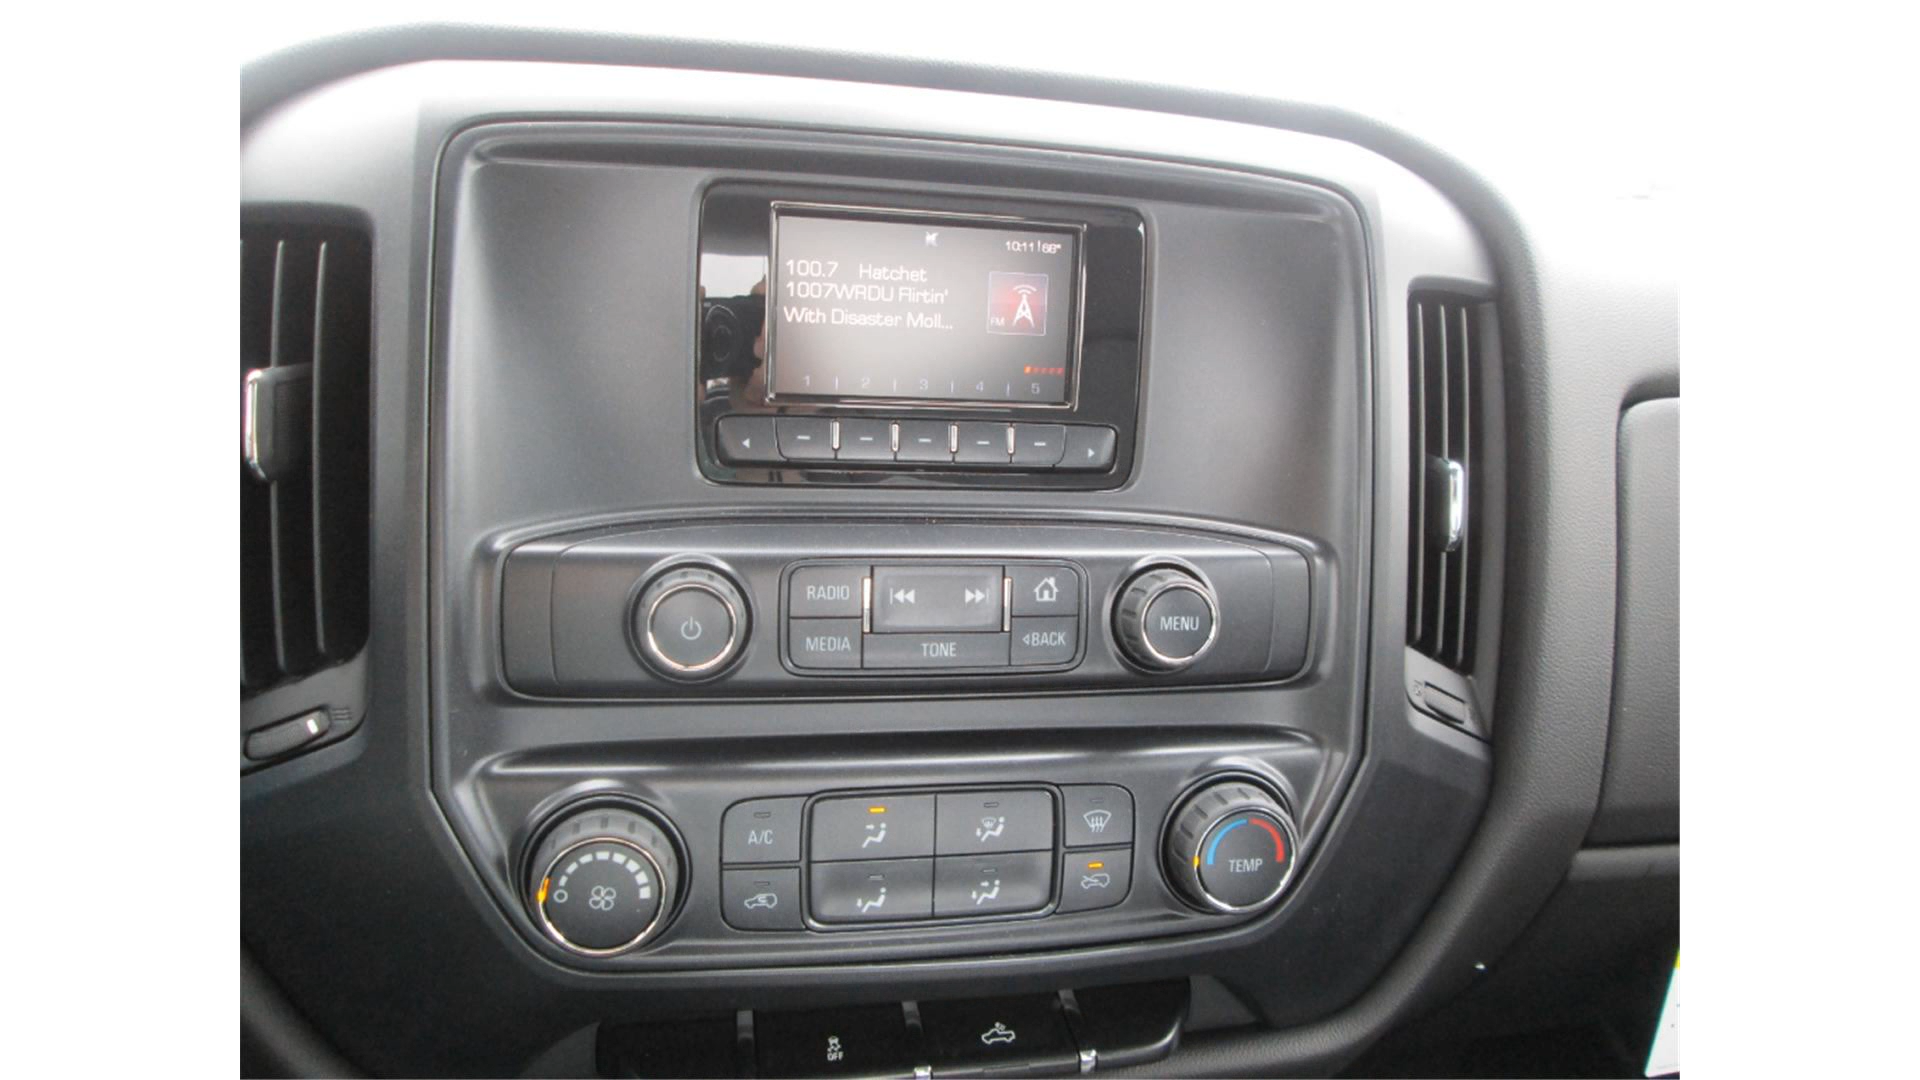 10:11 | 66°
100.7 Hatchet
1007WRDU Flirtin'
With Disaster Moll...
FM
1 | 2 | 3 | 4 | 5
RADIO
MEDIA
TONE
BACK
MENU
A/C
TEMP
OFF